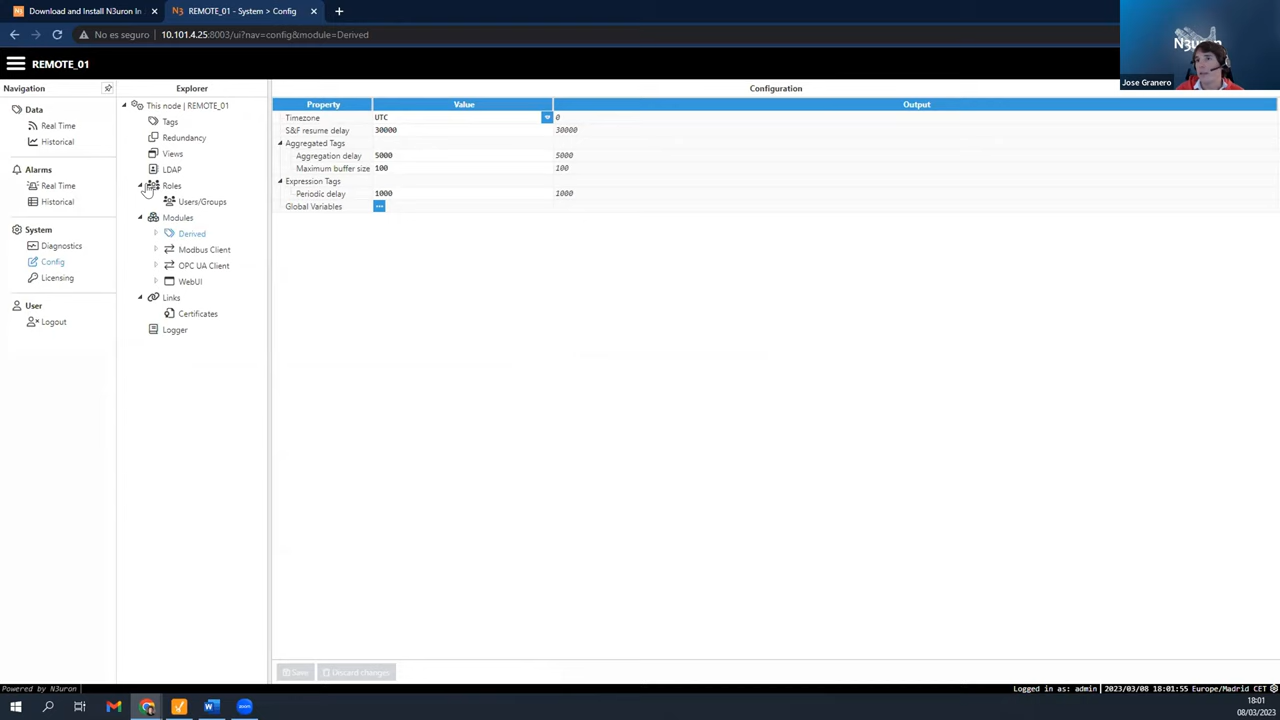 Download and Install N3uron In
REMOTE_01 - System > Config
No es seguro
10.101.4.25:8003/ui?nav=config&module=Derived
REMOTE_01
N3uron
Jose Granero
Navigation
Data
Real Time
Historical
Alarms
Real Time
Historical
System
Diagnostics
Config
Licensing
User
Logout
Explorer
This node | REMOTE_01
Tags
Redundancy
Views
LDAP
Roles
Users/Groups
Modules
Derived
Modbus Client
OPC UA Client
WebUI
Links
Certificates
Logger
Configuration
Property Value Output
Timezone UTC 0
S&F resume delay 30000 30000
Aggregated Tags
Aggregation delay 5000 5000
Maximum buffer size 100 100
Expression Tags
Periodic delay 1000 1000
Global Variables
Save Discard changes
Powered by N3uron
Logged in as: admin 2023/03/08 18:01:55 Europe/Madrid CET
zoom
18:01
08/03/2023